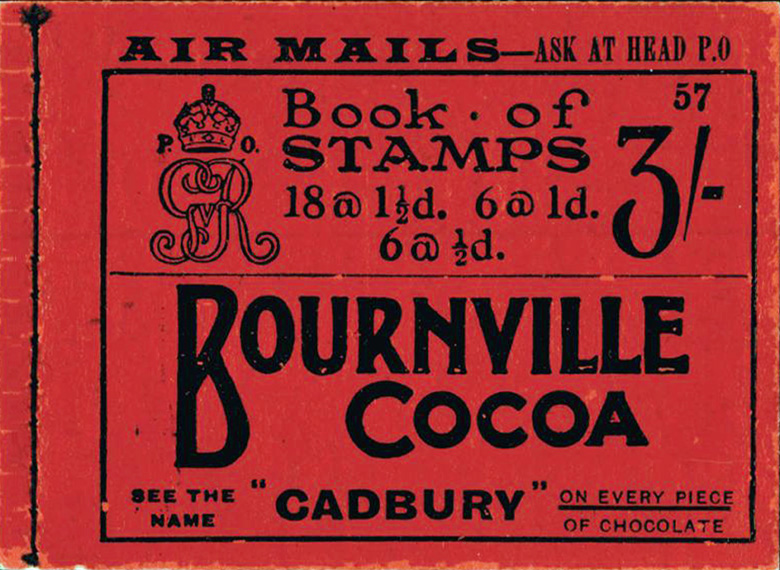 AIR MAILS—ASK AT HEAD P.O
57
P. O.
GVR
Book · of
STAMPS
3/-
18@1½d. 6@1d.
6@½d.
BOURNVILLE
COCOA
SEE THE NAME "CADBURY" ON EVERY PIECE OF CHOCOLATE